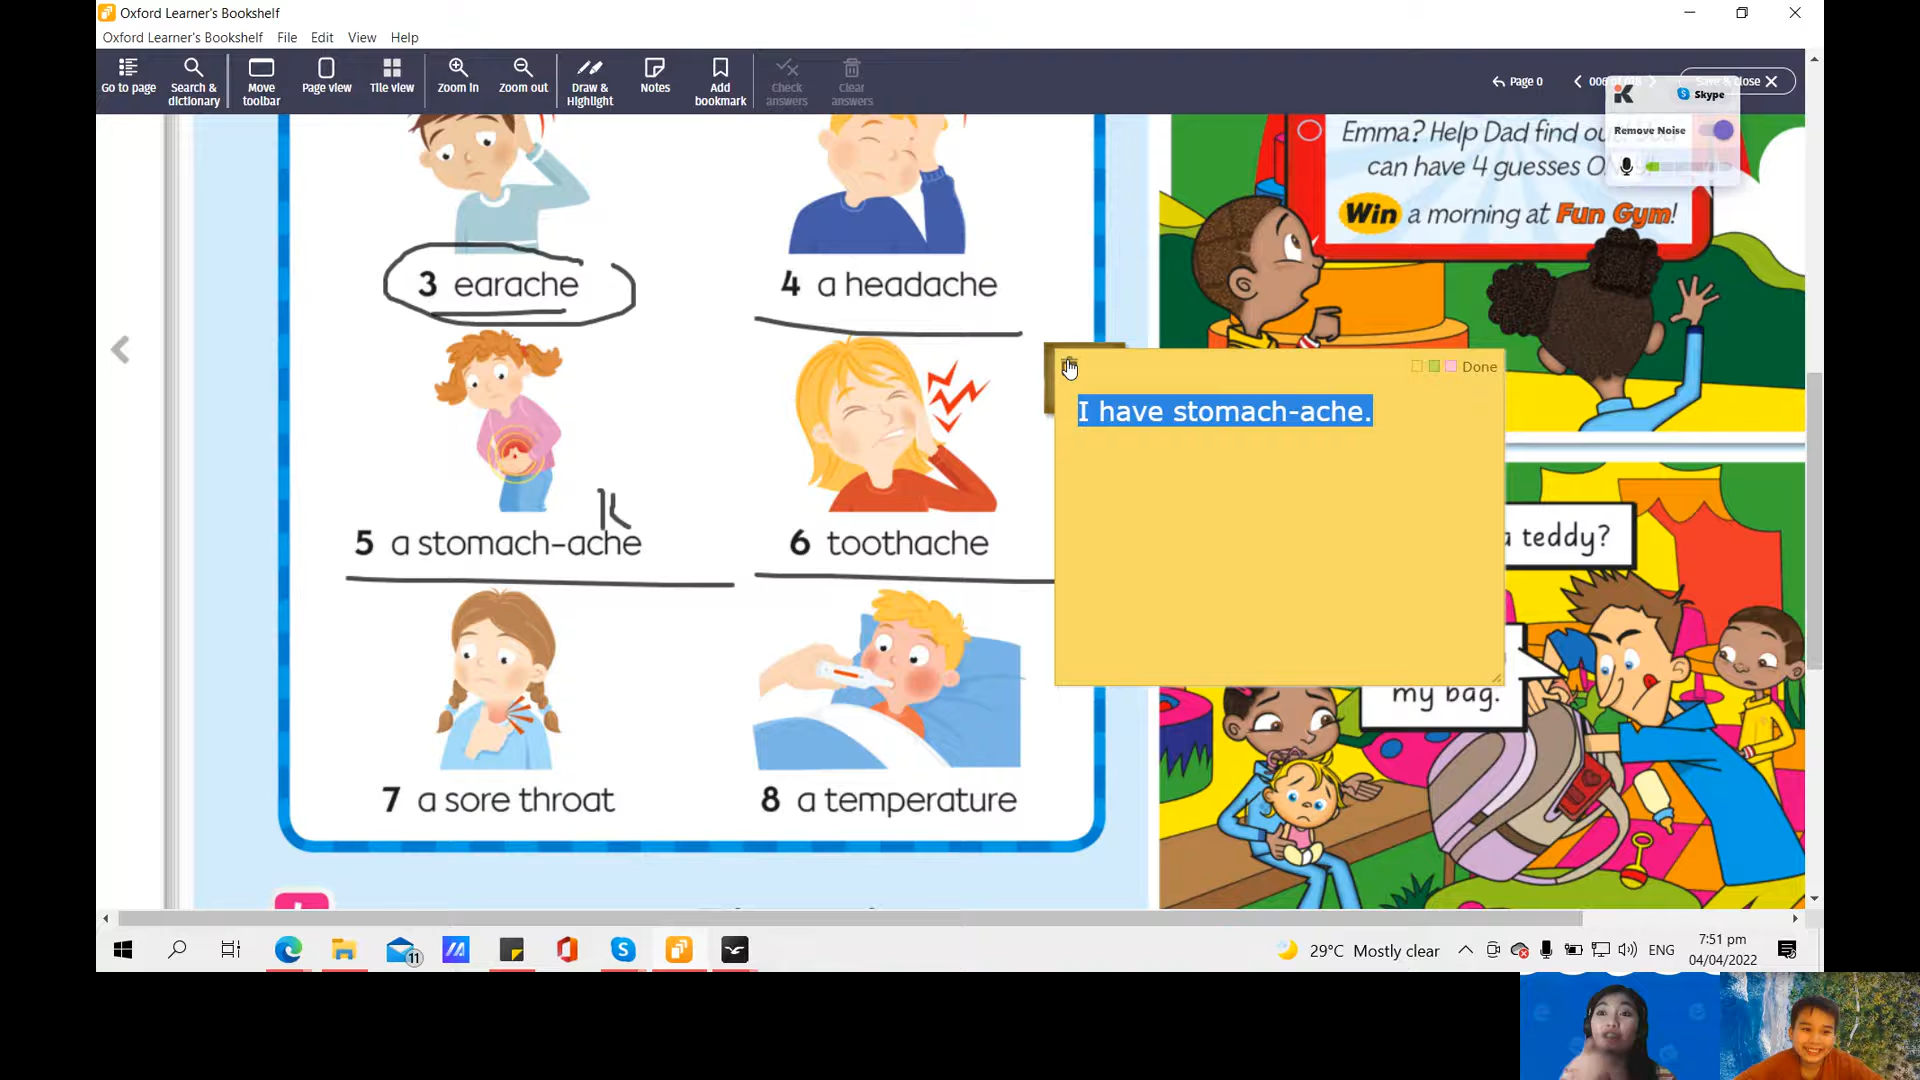 Oxford Learner's Bookshelf
Oxford Learner's Bookshelf File Edit View Help
Go to page
Search & dictionary
Move toolbar
Page view
Tile view
Zoom In
Zoom out
Draw & Highlight
Notes
Add bookmark
Check answers
Clear answers
Page 0
Skype
Remove Noise
Emma? Help Dad find out
can have 4 guesses
Win a morning at Fun Gym!
3 earache
4 a headache
Done
I have stomach-ache.
k
5 a stomach-ache
6 toothache
a teddy?
my bag.
7 a sore throat
8 a temperature
11
29°C Mostly clear
ENG
7:51 pm
04/04/2022